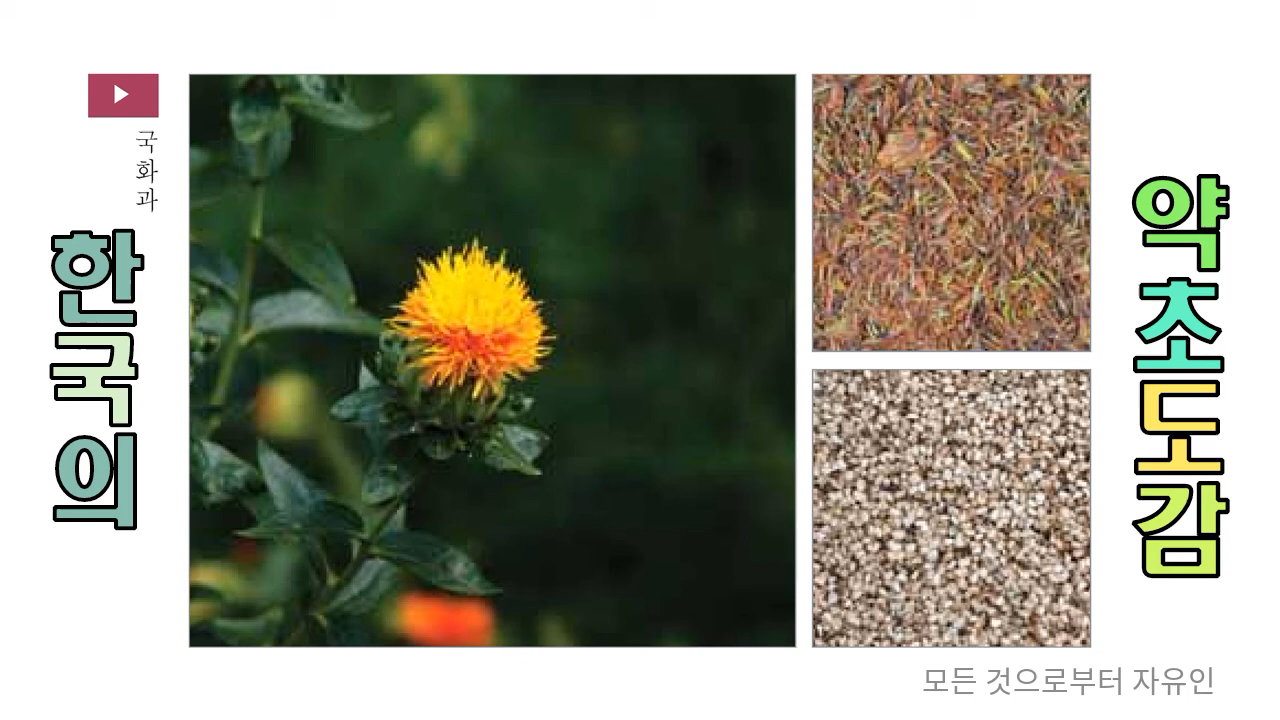 국화과
한국의
약초도감
모든 것으로부터 자유인